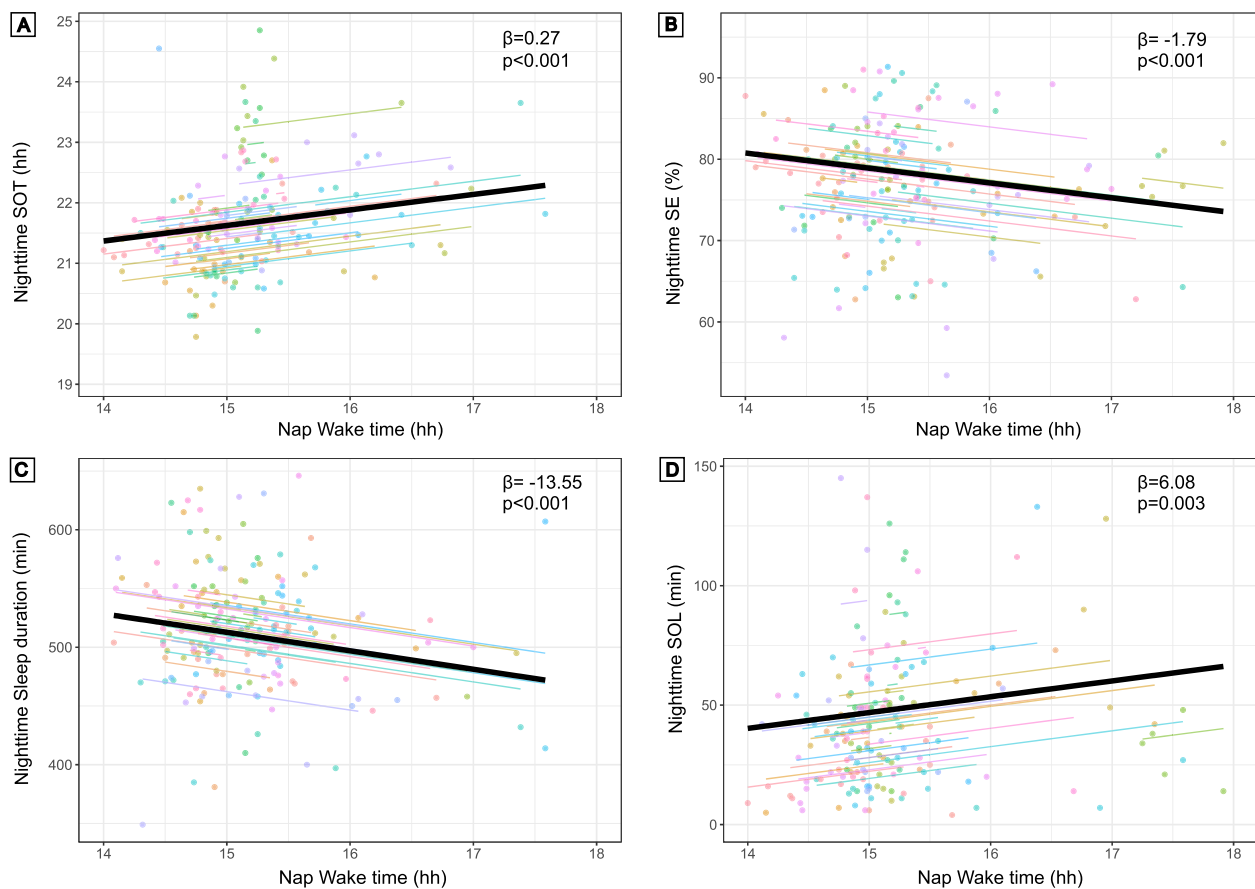 A
β=0.27
p<0.001
25
24
23
22
21
20
19
Nighttime SOT (hh)
14 15 16 17 18
Nap Wake time (hh)
B
β= -1.79
p<0.001
90
80
70
60
Nighttime SE (%)
14 15 16 17 18
Nap Wake time (hh)
C
β= -13.55
p<0.001
600
500
400
Nighttime Sleep duration (min)
14 15 16 17 18
Nap Wake time (hh)
D
β=6.08
p=0.003
150
100
50
0
Nighttime SOL (min)
14 15 16 17 18
Nap Wake time (hh)